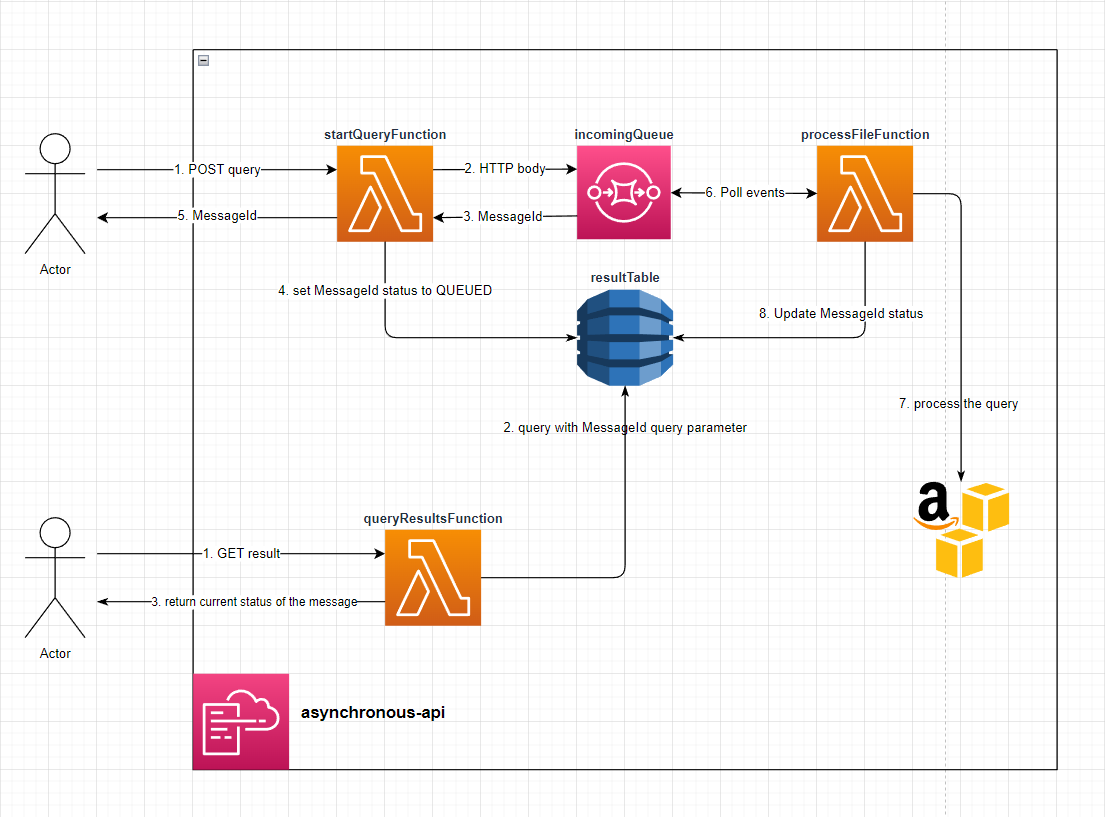 startQueryFunction
incomingQueue
processFileFunction
1. POST query
2. HTTP body
6. Poll events
5. MessageId
3. MessageId
Actor
resultTable
4. set MessageId status to QUEUED
8. Update MessageId status
7. process the query
2. query with MessageId query parameter
a
queryResultsFunction
1. GET result
3. return current status of the message
Actor
asynchronous-api